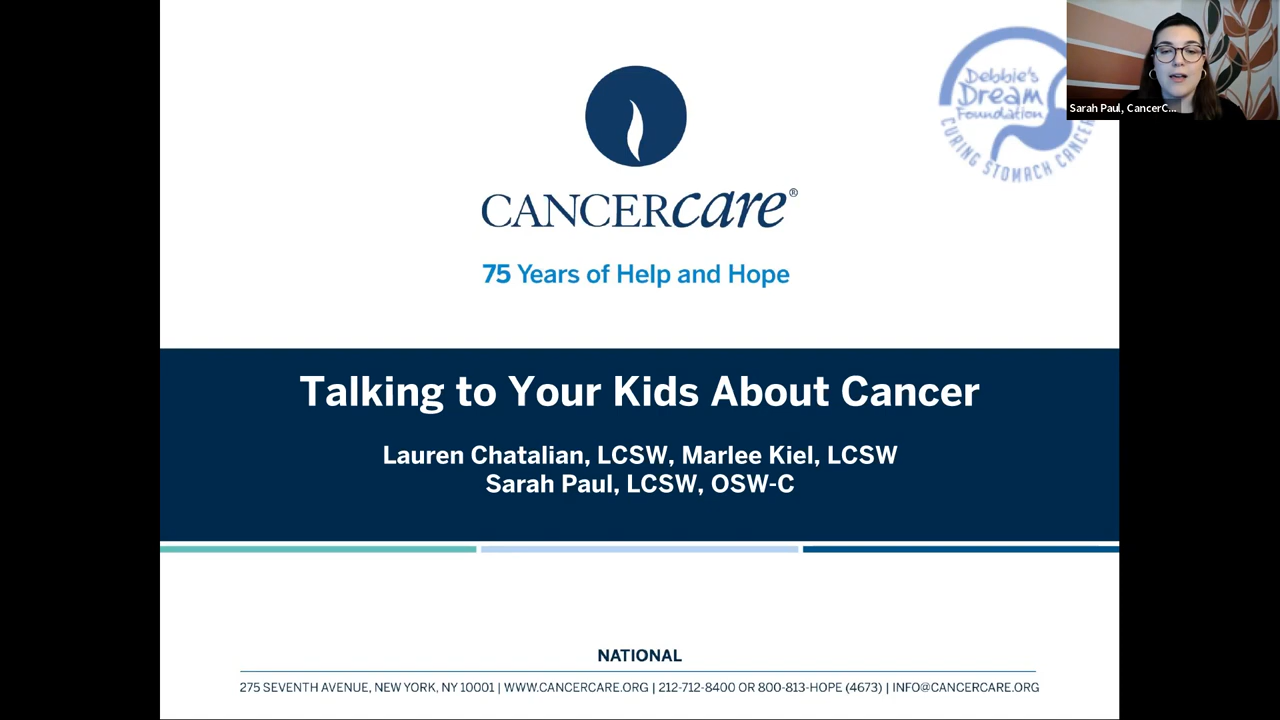 Debbie's
Dream
Foundation
CURING STOMACH CANCER
Sarah Paul, CancerC...
CANCERcare®
75 Years of Help and Hope
Talking to Your Kids About Cancer
Lauren Chatalian, LCSW, Marlee Kiel, LCSW
Sarah Paul, LCSW, OSW-C
NATIONAL
275 SEVENTH AVENUE, NEW YORK, NY 10001 | WWW.CANCERCARE.ORG | 212-712-8400 OR 800-813-HOPE (4673) | INFO@CANCERCARE.ORG